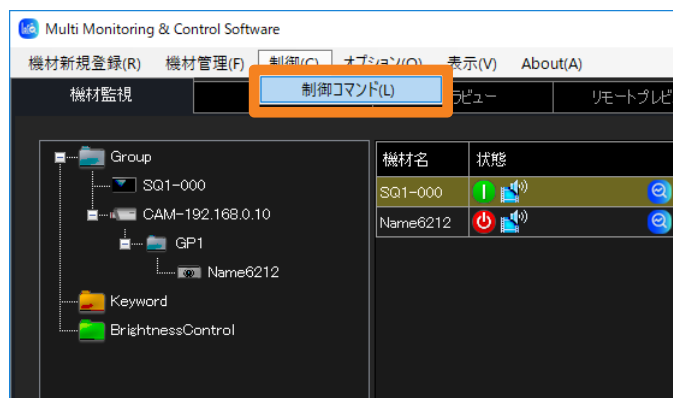 Multi Monitoring & Control Software
機材新規登録(R) 機材管理(F) 制御(C) オプション(O) 表示(V) About(A)
機材監視 制御コマンド(L) ラビュー リモートプレビ
Group
SQ1-000
CAM-192.168.0.10
GP1
Name6212
Keyword
BrightnessControl
機材名 状態
SQ1-000
Name6212